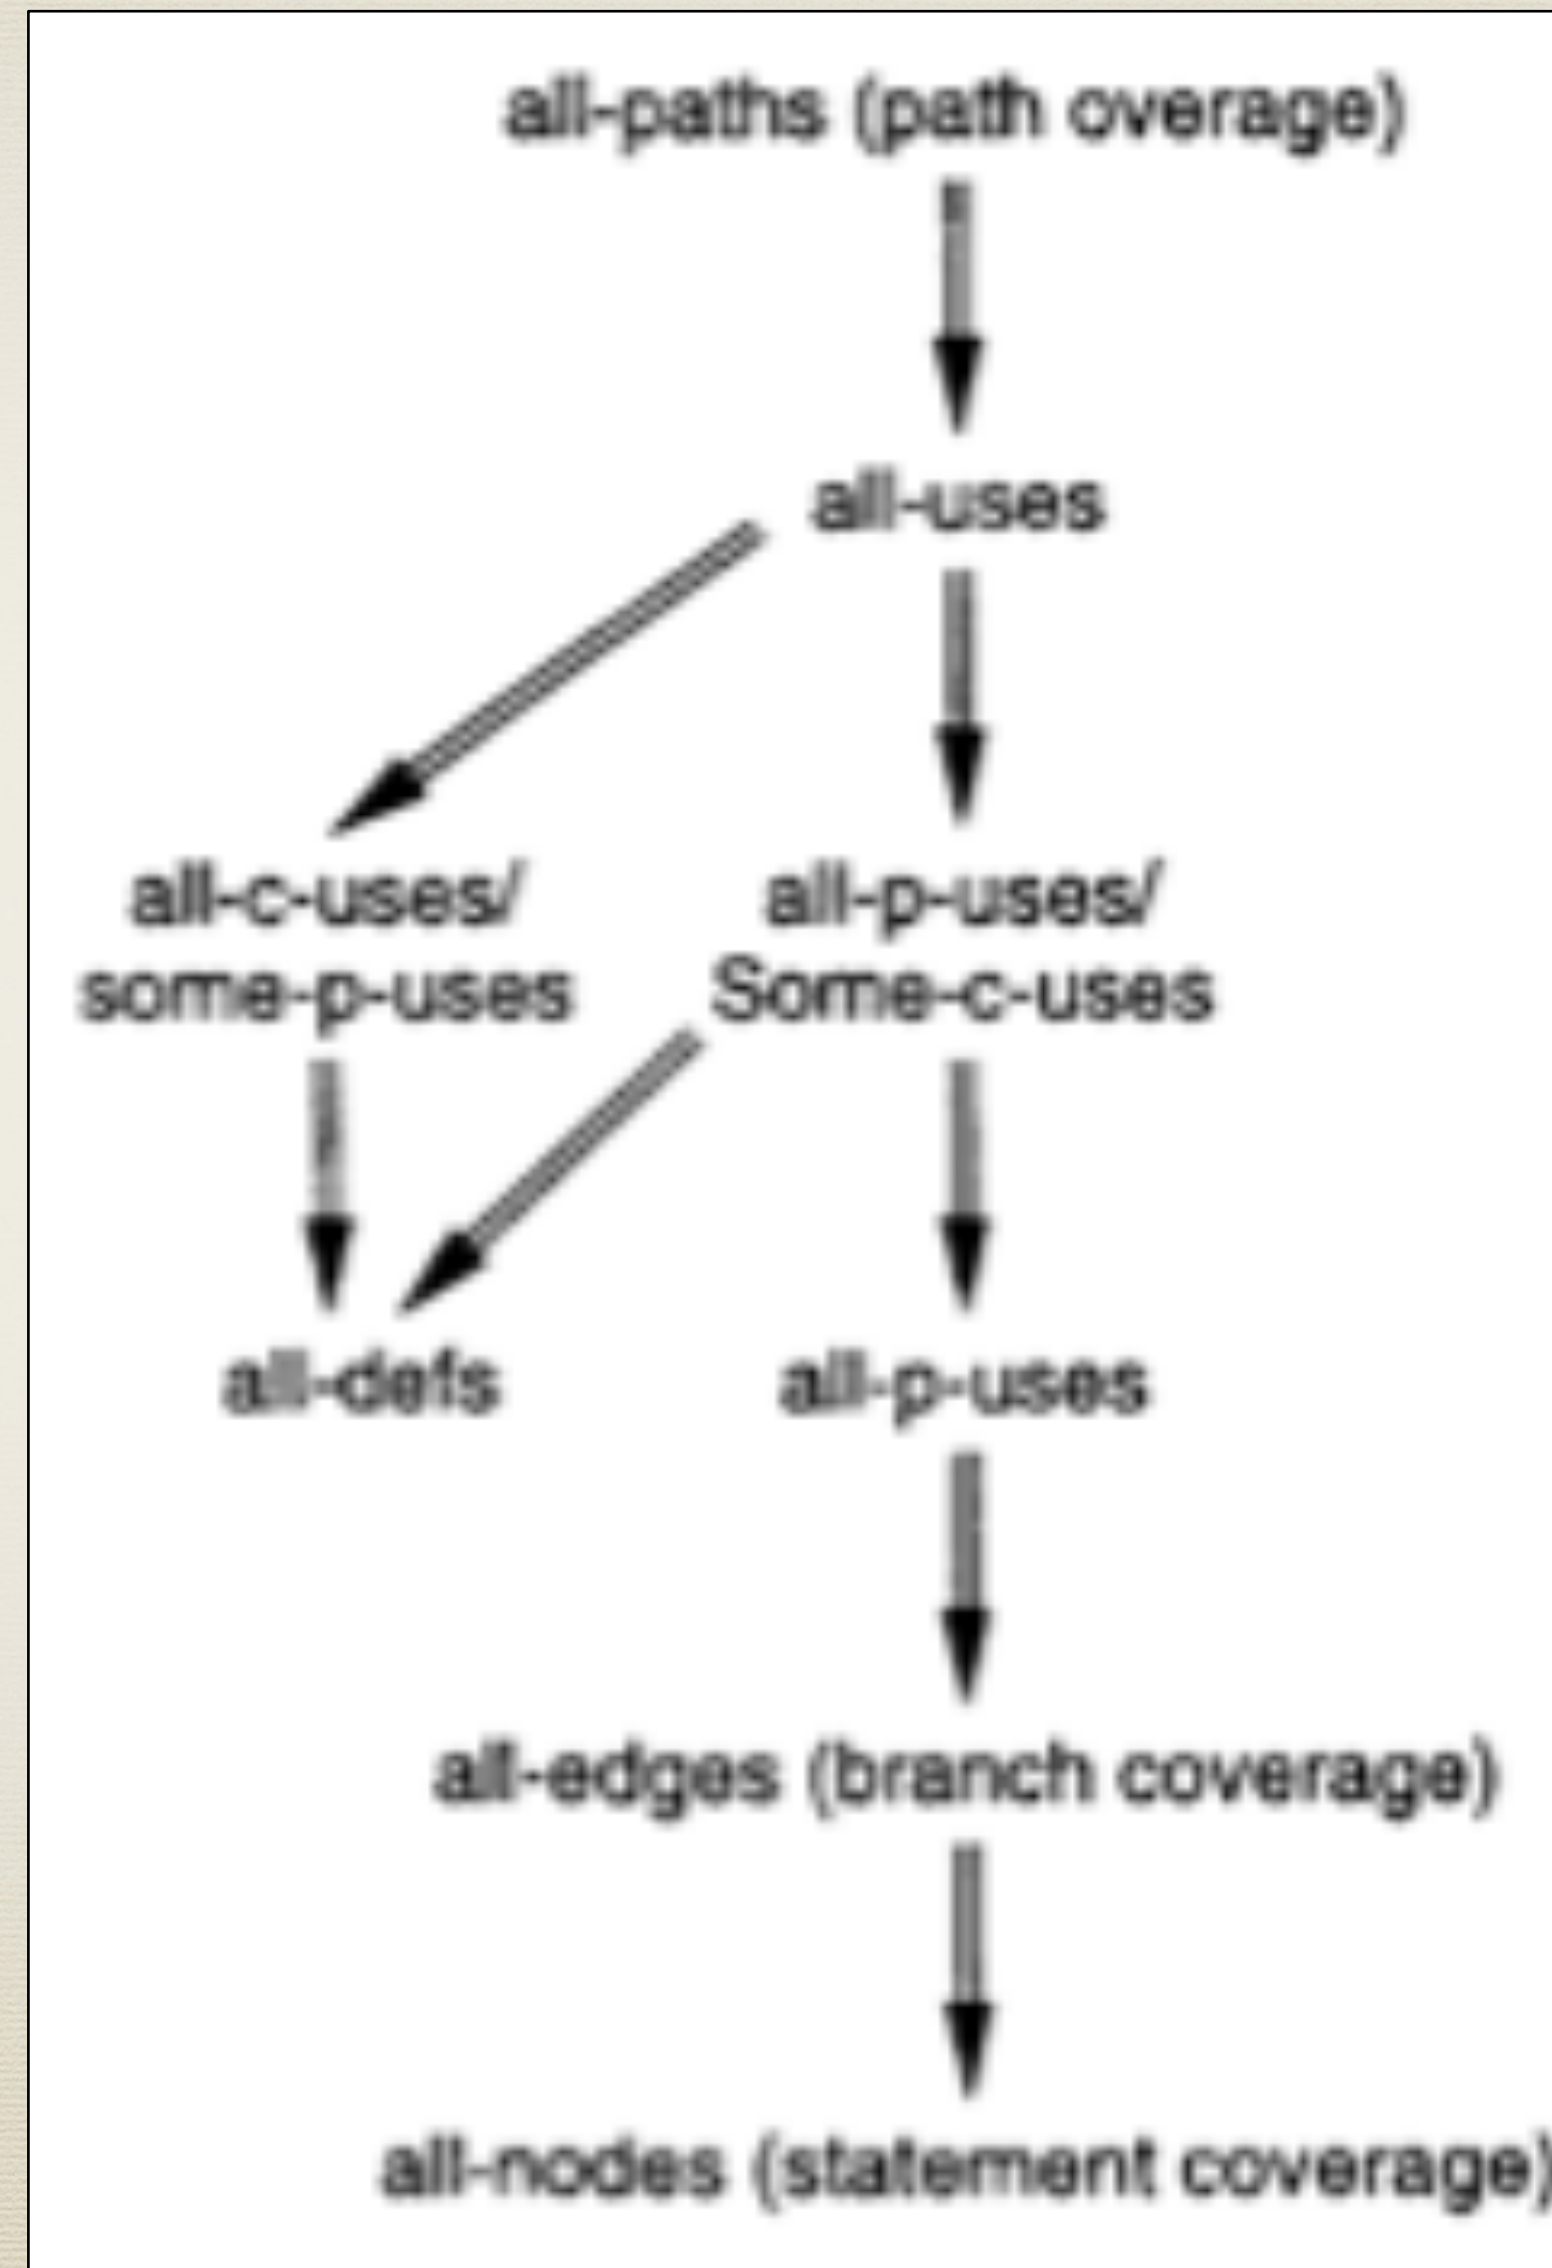 all-paths (path overage)
all-uses
all-c-uses/
some-p-uses
all-p-uses/
Some-c-uses
all-defs
all-p-uses
all-edges (branch coverage)
all-nodes (statement coverage)